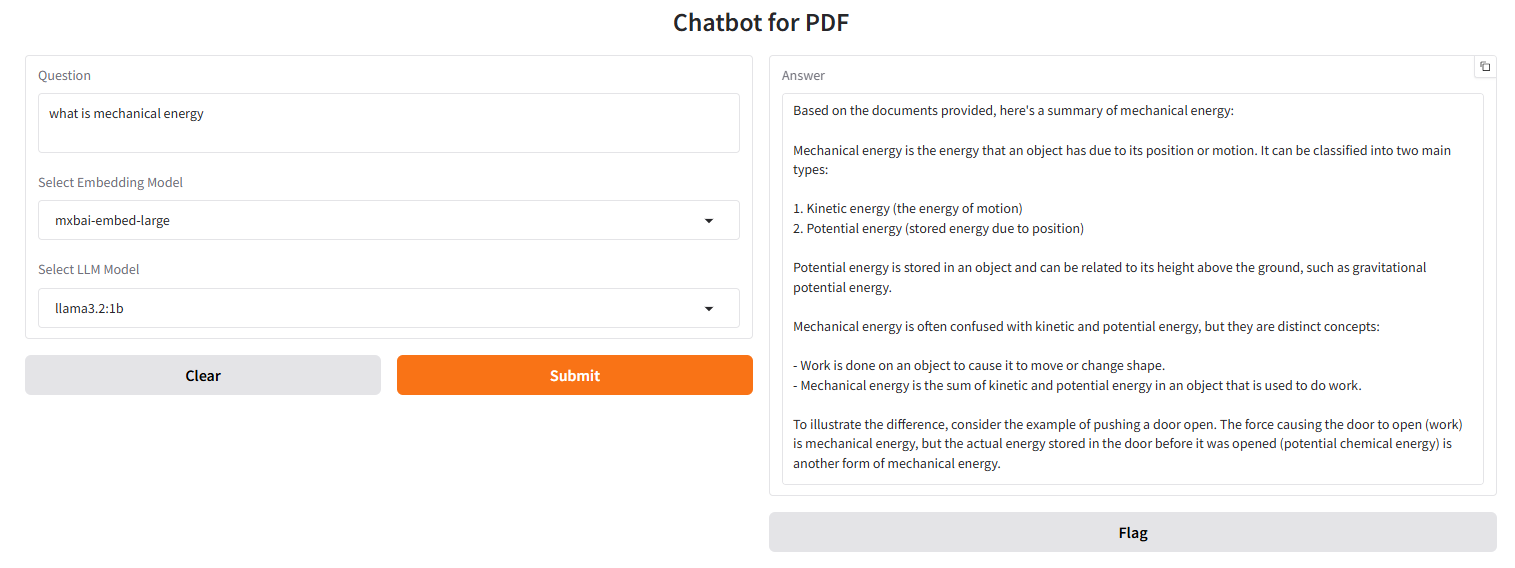 Chatbot for PDF
Question
what is mechanical energy
Select Embedding Model
mxbai-embed-large
Select LLM Model
llama3.2:1b
Clear
Submit
Answer
Based on the documents provided, here's a summary of mechanical energy:
Mechanical energy is the energy that an object has due to its position or motion. It can be classified into two main
types:
1. Kinetic energy (the energy of motion)
2. Potential energy (stored energy due to position)
Potential energy is stored in an object and can be related to its height above the ground, such as gravitational
potential energy.
Mechanical energy is often confused with kinetic and potential energy, but they are distinct concepts:
- Work is done on an object to cause it to move or change shape.
- Mechanical energy is the sum of kinetic and potential energy in an object that is used to do work.
To illustrate the difference, consider the example of pushing a door open. The force causing the door to open (work)
is mechanical energy, but the actual energy stored in the door before it was opened (potential chemical energy) is
another form of mechanical energy.
Flag